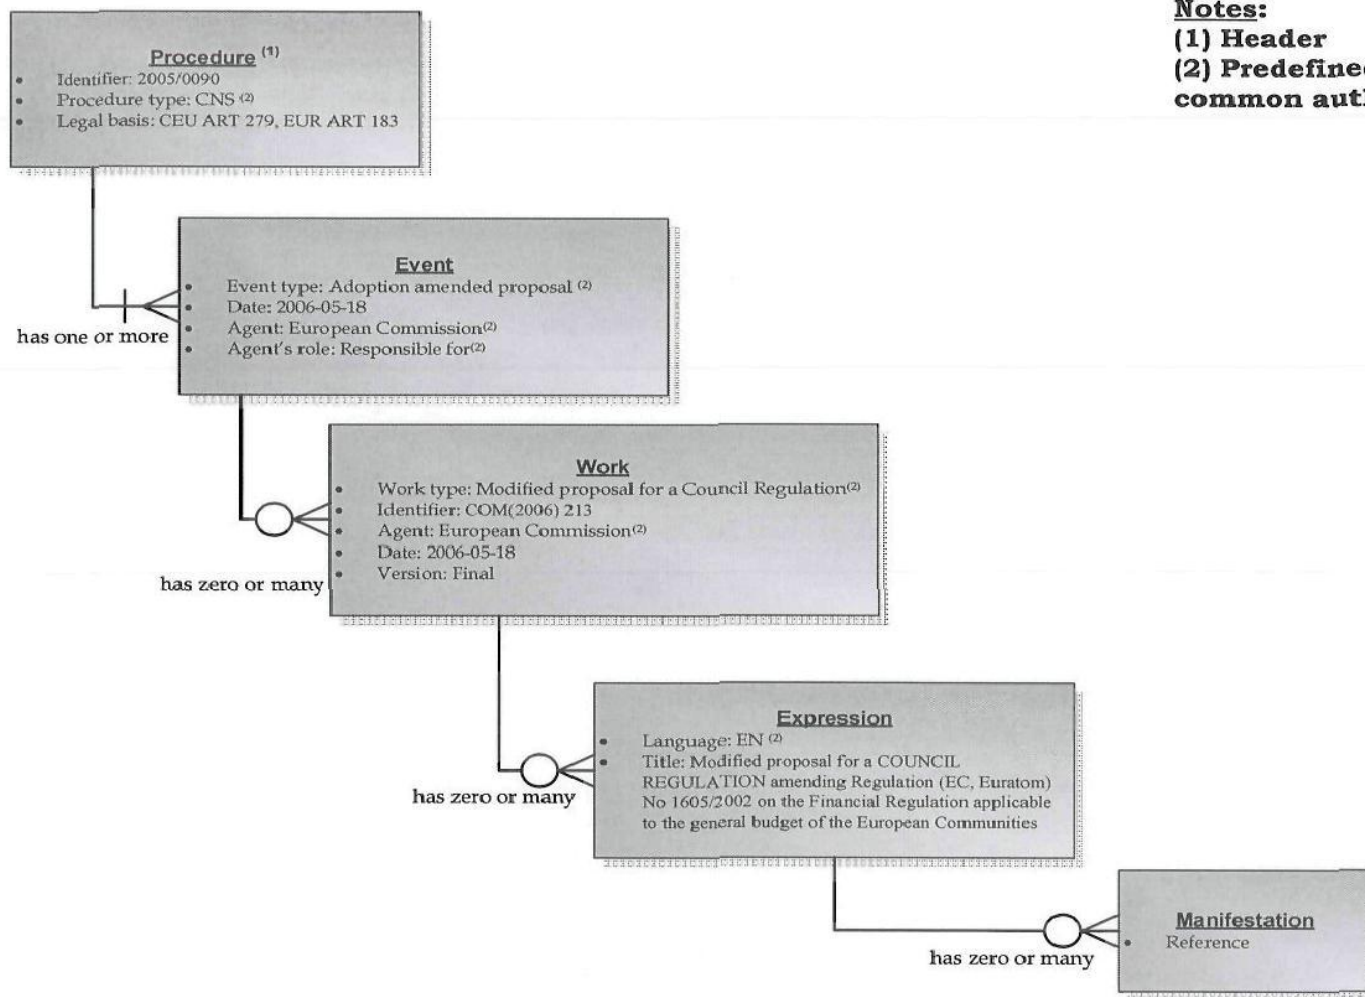 Notes:
(1) Header
(2) Predefined
common
Procedure (1)
• Identifier: 2005/0090
• Procedure type: CNS (2)
• Legal basis: CEU ART 279, EUR ART 183
has one or more
Event
• Event type: Adoption amended proposal (2)
• Date: 2006-05-18
• Agent: European Commission(2)
• Agent's role: Responsible for(2)
has zero or many
Work
• Work type: Modified proposal for a Council Regulation(2)
• Identifier: COM(2006) 213
• Agent: European Commission(2)
• Date: 2006-05-18
• Version: Final
has zero or many
Expression
• Language: EN (2)
• Title: Modified proposal for a COUNCIL
REGULATION amending Regulation (EC, Euratom)
No 1605/2002 on the Financial Regulation applicable
to the general budget of the European Communities
has zero or many
Manifestation
• Reference